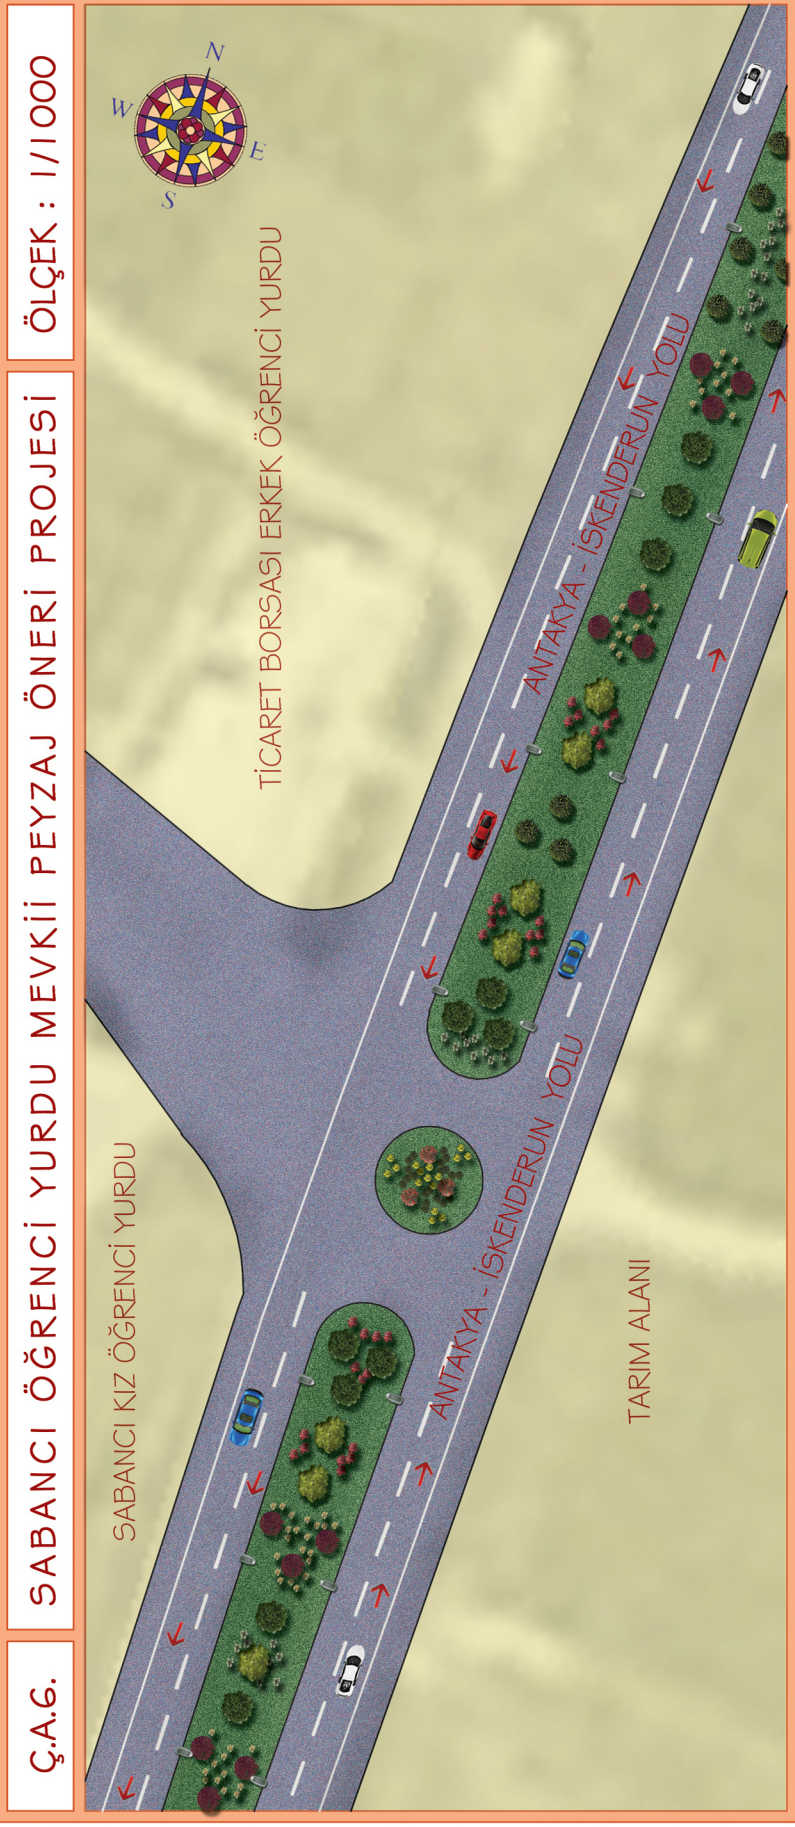 Ç.A.6.
SABANCI ÖĞRENCİ YURDU MEVKİİ PEYZAJ ÖNERİ PROJESİ
ÖLÇEK : 1/1000
N
W
E
S
TİCARET BORSASI ERKEK ÖĞRENCİ YURDU
ANTAKYA - İSKENDERUN YOLU
SABANCI KIZ ÖĞRENCİ YURDU
ANTAKYA - İSKENDERUN YOLU
TARIM ALANI